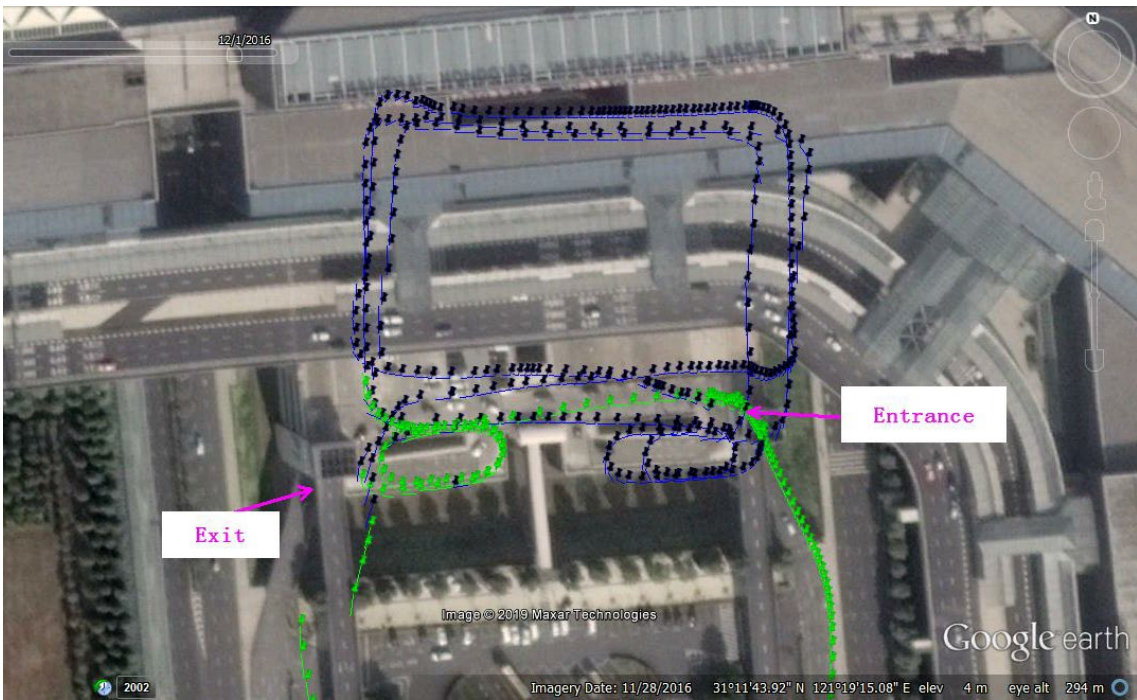 12/1/2016
N
Entrance
Exit
Image © 2019 Maxar Technologies
Google earth
2002
Imagery Date: 11/28/2016 31°11'43.92" N 121°19'15.08" E elev 4 m eye alt 294 m